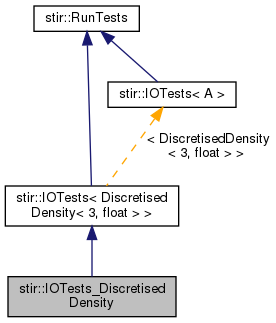 stir::RunTests
stir::IOTests< A >
< DiscretisedDensity
< 3, float > >
stir::IOTests< Discretised
Density< 3, float > >
stir::IOTests_Discretised
Density